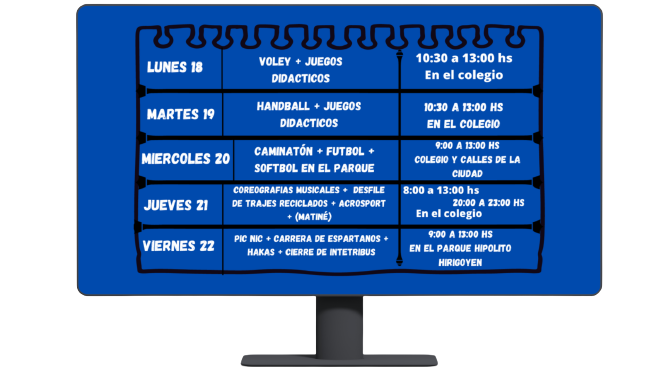 LUNES 18
VOLEY + JUEGOS
DIDACTICOS
10:30 a 13:00 hs
En el colegio
MARTES 19
HANDBALL + JUEGOS
DIDACTICOS
10:30 A 13:00 HS
EN EL COLEGIO
MIERCOLES 20
CAMINATÓN + FUTBOL +
SOFTBOL EN EL PARQUE
9:00 A 13:00 HS
COLEGIO Y CALLES DE LA
CIUDAD
JUEVES 21
COREOGRAFIAS MUSICALES + DESFILE
DE TRAJES RECICLADOS + ACROSPORT
+ (MATINÉ)
8:00 a 13:00 hs
20:00 A 23:00 HS
En el colegio
VIERNES 22
PIC NIC + CARRERA DE ESPARTANOS +
HAKAS + CIERRE DE INTETRIBUS
9:00 A 13:00 HS
EN EL PARQUE HIPOLITO
HIRIGOYEN